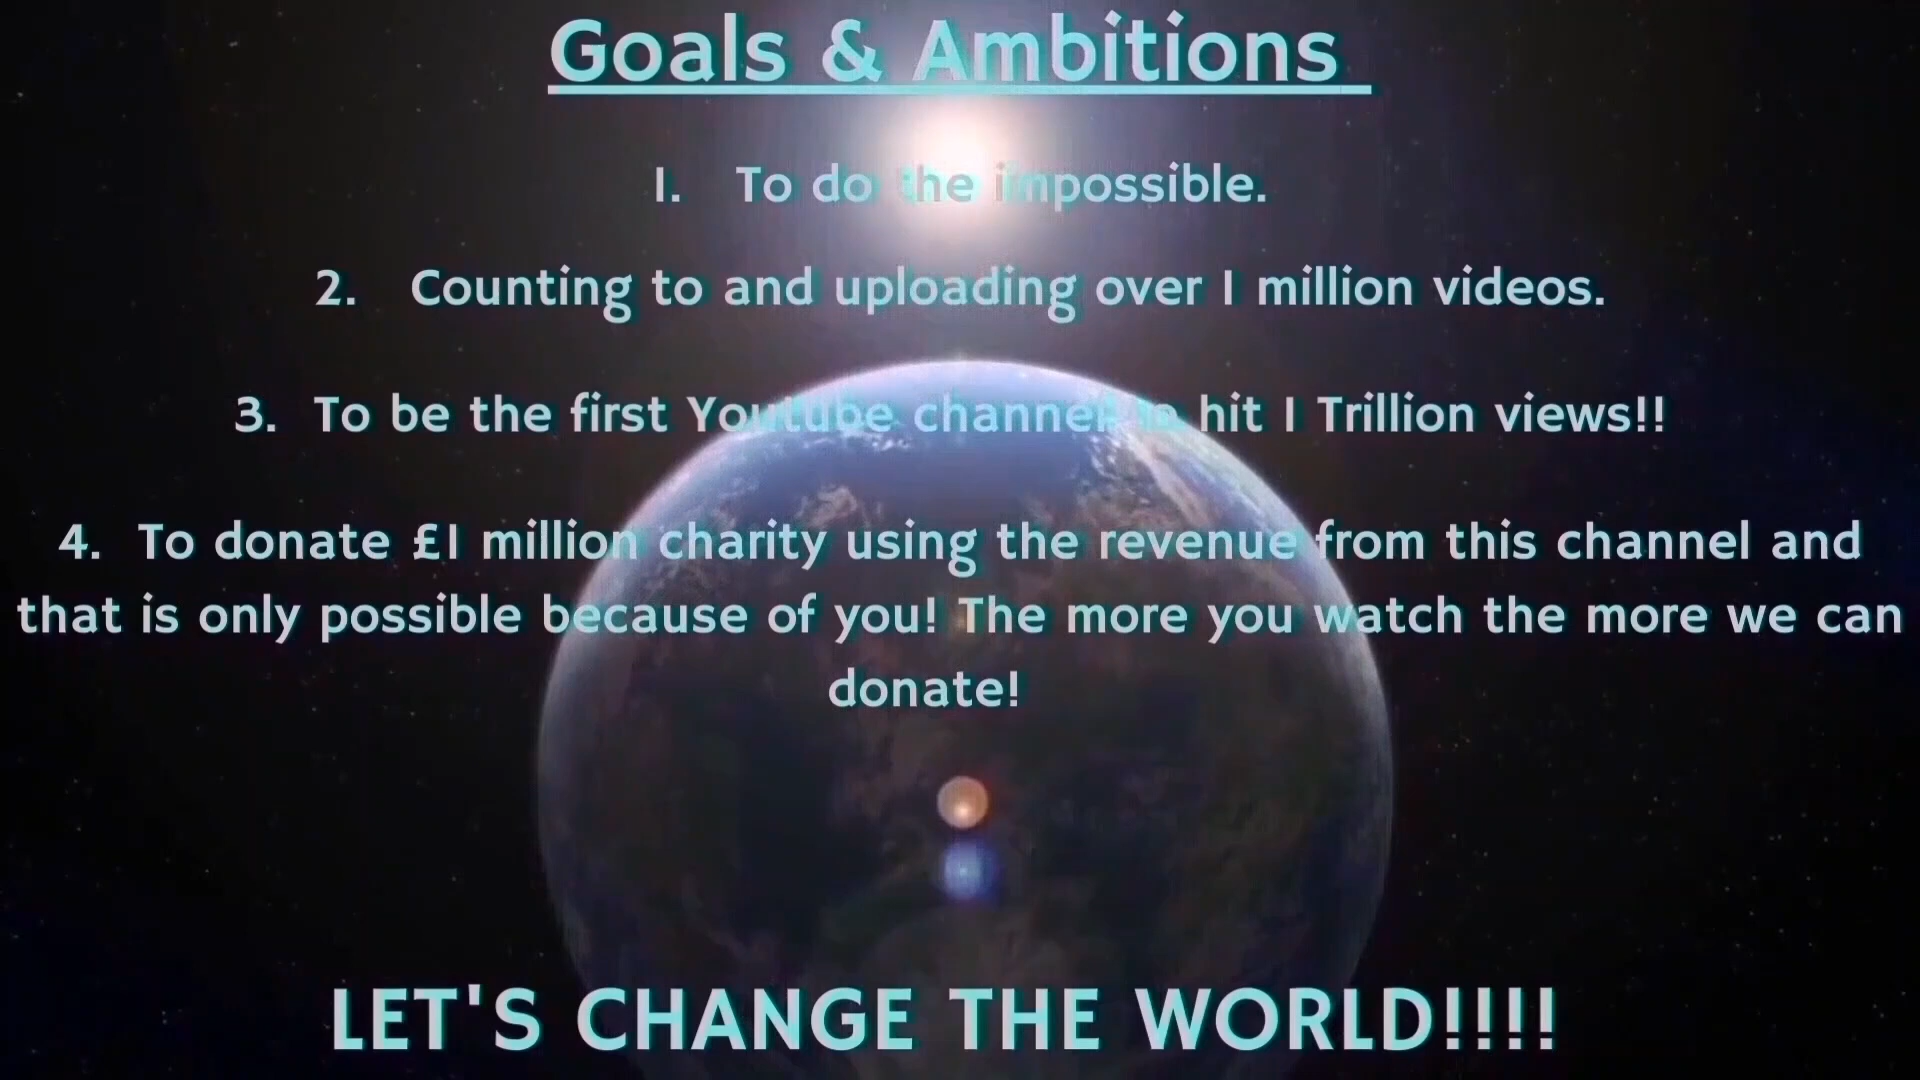 Goals & Ambitions
1. To do the impossible.
2. Counting to and uploading over 1 million videos.
3. To be the first Youtube channel to hit 1 Trillion views!!
4. To donate £1 million charity using the revenue from this channel and
that is only possible because of you! The more you watch the more we can
donate!
LET'S CHANGE THE WORLD!!!!